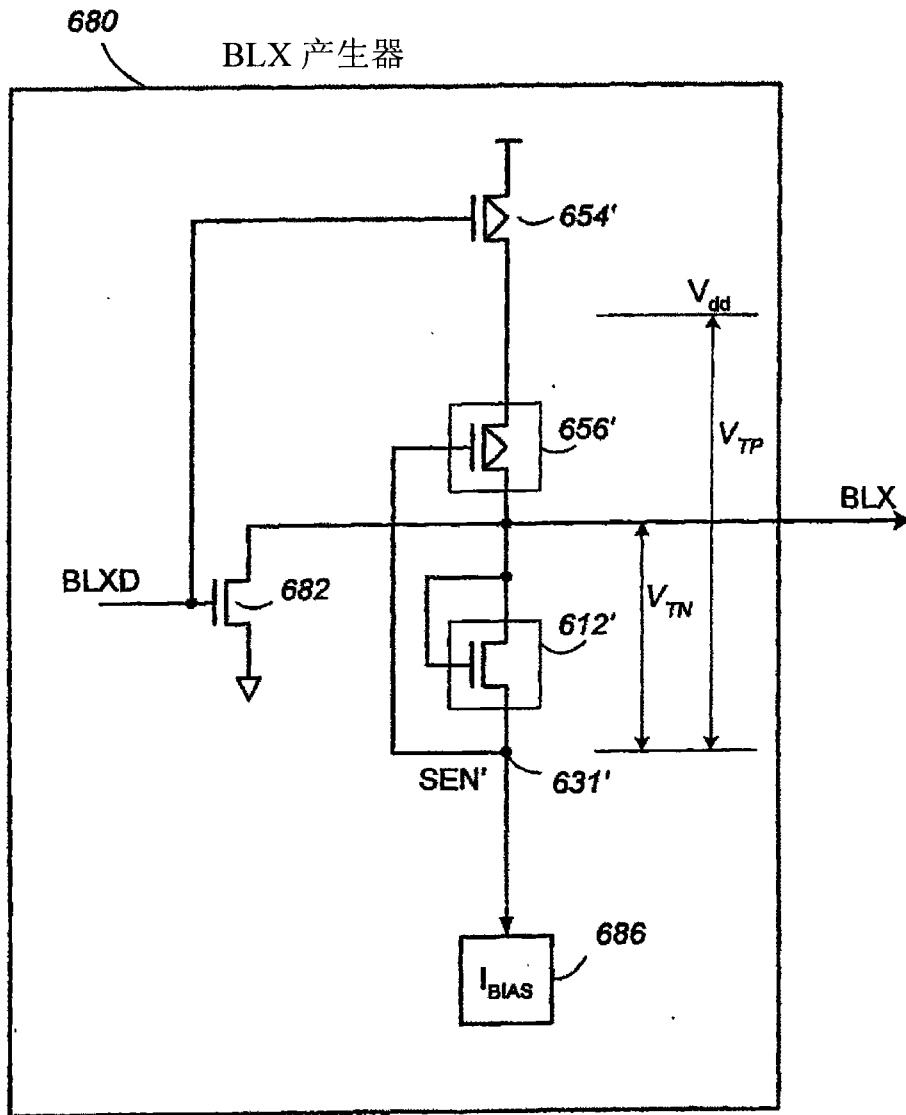 680
BLX 产生器
654'
V_dd
656'
V_TP
BLX
BLXD
682
V_TN
612'
SEN'
631'
686
I_BIAS